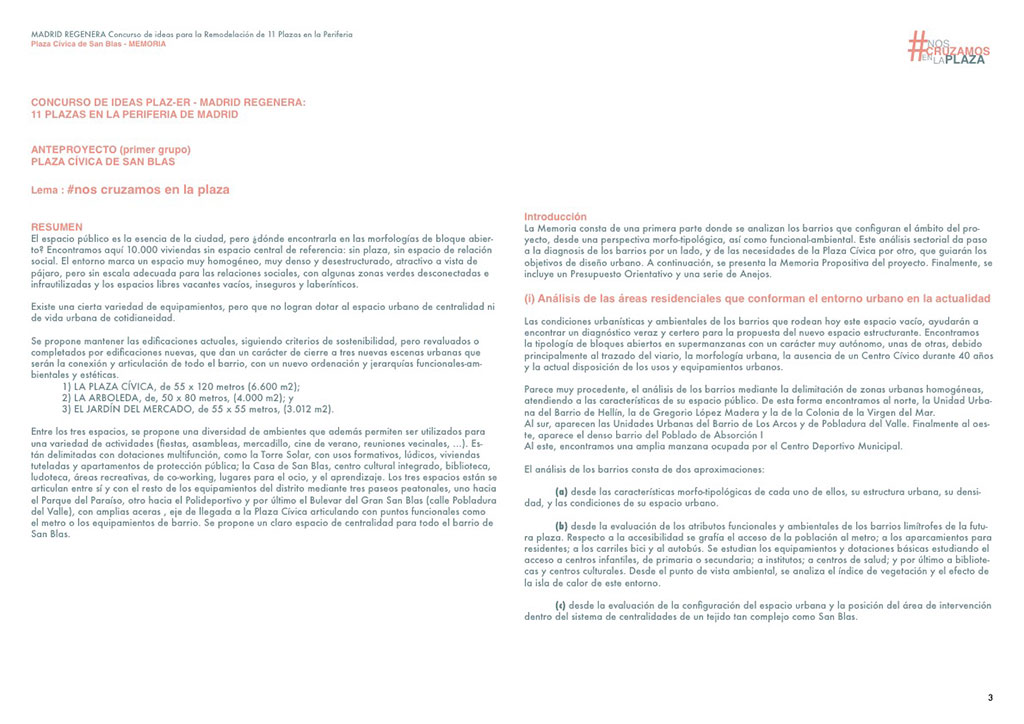 MADRID REGENERA Concurso de ideas para la Remodelación de 11 Plazas en la Periferia
Plaza Cívica de San Blas - MEMORIA
#NOS
CRUZAMOS
EN LA PLAZA
CONCURSO DE IDEAS PLAZ-ER - MADRID REGENERA:
11 PLAZAS EN LA PERIFERIA DE MADRID
ANTEPROYECTO (primer grupo)
PLAZA CÍVICA DE SAN BLAS
Lema : #nos cruzamos en la plaza
RESUMEN
El espacio público es la esencia de la ciudad, pero ¿dónde encontrarla en las morfologías de bloque abier-
to? Encontramos aquí 10.000 viviendas sin espacio central de referencia: sin plaza, sin espacio de relación
social. El entorno marca un espacio muy homogéneo, muy denso y desestructurado, atractivo a vista de
pájaro, pero sin escala adecuada para las relaciones sociales, con algunas zonas verdes desconectadas e
infrautilizadas y los espacios libres vacantes vacíos, inseguros y laberínticos.
Existe una cierta variedad de equipamientos, pero que no logran dotar al espacio urbano de centralidad ni
de vida urbana de cotidianeidad.
Se propone mantener las edificaciones actuales, siguiendo criterios de sostenibilidad, pero revaluados o
completados por edificaciones nuevas, que dan un carácter de cierre a tres nuevas escenas urbanas que
serán la conexión y articulación de todo el barrio, con un nuevo ordenación y jerarquías funcionales-am-
bientales y estéticas.
1) LA PLAZA CÍVICA, de 55 x 120 metros (6.600 m2);
2) LA ARBOLEDA, de, 50 x 80 metros, (4.000 m2); y
3) EL JARDÍN DEL MERCADO, de 55 x 55 metros, (3.012 m2).
Entre los tres espacios, se propone una diversidad de ambientes que además permiten ser utilizados para
una variedad de actividades (fiestas, asambleas, mercadillo, cine de verano, reuniones vecinales, ...). Es-
tán delimitadas con dotaciones multifunción, como la Torre Solar, con usos formativos, lúdicos, viviendas
tuteladas y apartamentos de protección pública; la Casa de San Blas, centro cultural integrado, biblioteca,
ludoteca, áreas recreativas, de co-working, lugares para el ocio, y el aprendizaje. Los tres espacios están se
articulan entre sí y con el resto de los equipamientos del distrito mediante tres paseos peatonales, uno hacia
el Parque del Paraíso, otro hacia el Polideportivo y por último el Bulevar del Gran San Blas (calle Pobladura
del Valle), con amplias aceras , eje de llegada a la Plaza Cívica articulando con puntos funcionales como
el metro o los equipamientos de barrio. Se propone un claro espacio de centralidad para todo el barrio de
San Blas.
Introducción
La Memoria consta de una primera parte donde se analizan los barrios que configuran el ámbito del pro-
yecto, desde una perspectiva morfo-tipológica, así como funcional-ambiental. Este análisis sectorial da paso
a la diagnosis de los barrios por un lado, y de las necesidades de la Plaza Cívica por otro, que guiarán los
objetivos de diseño urbano. A continuación, se presenta la Memoria Propositiva del proyecto. Finalmente, se
incluye un Presupuesto Orientativo y una serie de Anejos.
(i) Análisis de las áreas residenciales que conforman el entorno urbano en la actualidad
Las condiciones urbanísticas y ambientales de los barrios que rodean hoy este espacio vacío, ayudarán a
encontrar un diagnóstico veraz y certero para la propuesta del nuevo espacio estructurante. Encontramos
la tipología de bloques abiertos en supermanzanas con un carácter muy autónomo, unas de otras, debido
principalmente al trazado del viario, la morfología urbana, la ausencia de un Centro Cívico durante 40 años
y la actual disposición de los usos y equipamientos urbanos.
Parece muy procedente, el análisis de los barrios mediante la delimitación de zonas urbanas homogéneas,
atendiendo a las características de su espacio público. De esta forma encontramos al norte, la Unidad Urba-
na del Barrio de Hellín, la de Gregorio López Madera y la de la Colonia de la Virgen del Mar.
Al sur, aparecen las Unidades Urbanas del Barrio de Los Arcos y de Pobladura del Valle. Finalmente al oes-
te, aparece el denso barrio del Poblado de Absorción I
Al este, encontramos una amplia manzana ocupada por el Centro Deportivo Municipal.
El análisis de los barrios consta de dos aproximaciones:
(a) desde las características morfo-tipológicas de cada uno de ellos, su estructura urbana, su densi-
dad, y las condiciones de su espacio urbano.
(b) desde la evaluación de los atributos funcionales y ambientales de los barrios limítrofes de la futu-
ra plaza. Respecto a la accesibilidad se grafía el acceso de la población al metro; a los aparcamientos para
residentes; a los carriles bici y al autobús. Se estudian los equipamientos y dotaciones básicas estudiando el
acceso a centros infantiles, de primaria o secundaria; a institutos; a centros de salud; y por último a bibliote-
cas y centros culturales. Desde el punto de vista ambiental, se analiza el índice de vegetación y el efecto de
la isla de calor de este entorno.
(c) desde la evaluación de la configuración del espacio urbana y la posición del área de intervención
dentro del sistema de centralidades de un tejido tan complejo como San Blas.
3